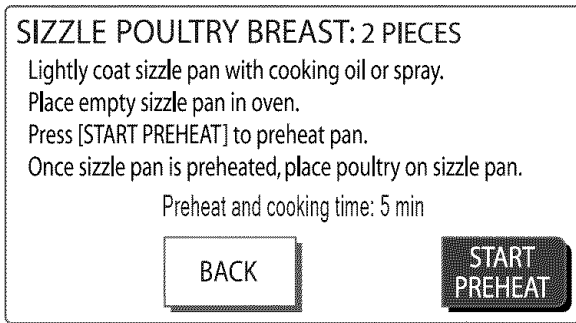 SIZZLE POULTRY BREAST: 2 PIECES
Lightly coat sizzle pan with cooking oil or spray.
Place empty sizzle pan in oven.
Press [START PREHEAT] to preheat pan.
Once sizzle pan is preheated, place poultry on sizzle pan.
Preheat and cooking time: 5 min
BACK
START
PREHEAT